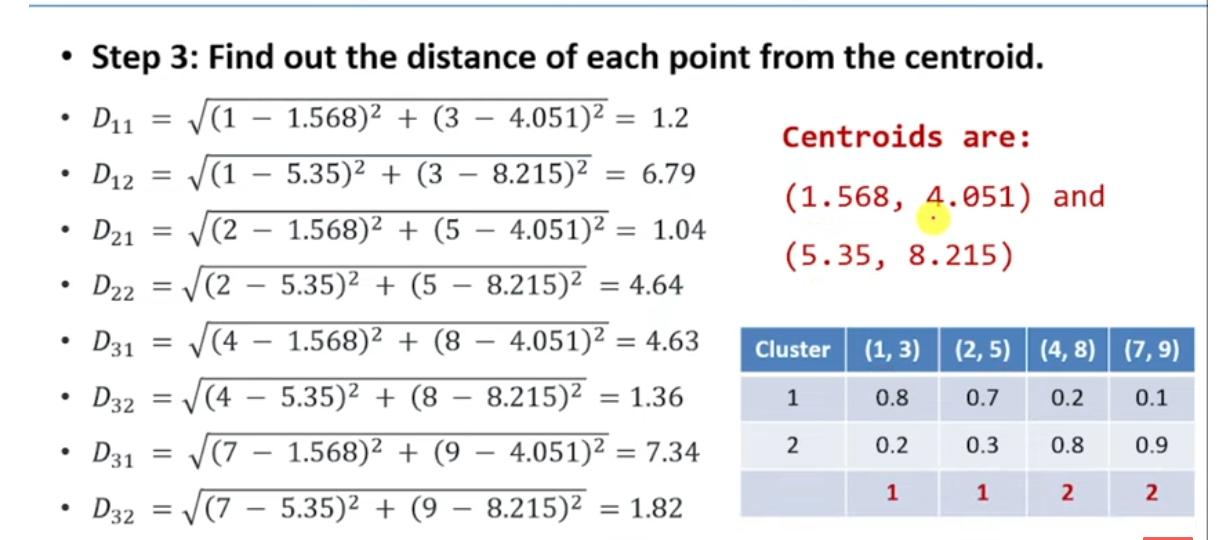 • Step 3: Find out the distance of each point from the centroid.
• D₁₁ = √(1 − 1.568)² + (3 − 4.051)² = 1.2
• D₁₂ = √(1 − 5.35)² + (3 − 8.215)² = 6.79
• D₂₁ = √(2 − 1.568)² + (5 − 4.051)² = 1.04
• D₂₂ = √(2 − 5.35)² + (5 − 8.215)² = 4.64
• D₃₁ = √(4 − 1.568)² + (8 − 4.051)² = 4.63
• D₃₂ = √(4 − 5.35)² + (8 − 8.215)² = 1.36
• D₃₁ = √(7 − 1.568)² + (9 − 4.051)² = 7.34
• D₃₂ = √(7 − 5.35)² + (9 − 8.215)² = 1.82
Centroids are:
(1.568, 4.051) and
(5.35, 8.215)
Cluster (1, 3) (2, 5) (4, 8) (7, 9)
1 0.8 0.7 0.2 0.1
2 0.2 0.3 0.8 0.9
1 1 2 2